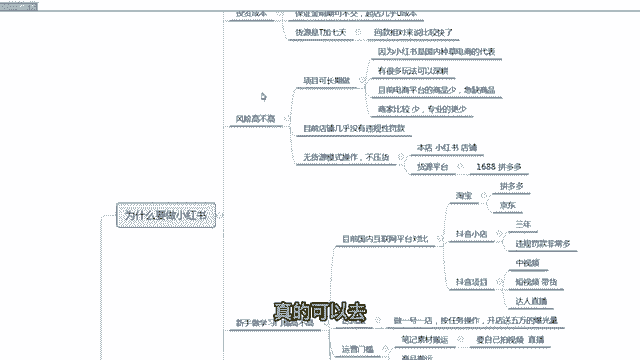 投资成本
保证金前期可不交，起店几乎0成本
货源是T加七天
回款相对来说比较快了
因为小红书是国内种草电商的代表
有很多玩法可以深耕
项目可长期做
目前电商平台的商品少，急缺商品
商家比较少，专业的更少
风险高不高
目前店铺几乎没有违规性罚款
无货源模式操作，不压货
本店 小红书 店铺
货源平台
1688 拼多多
为什么要做小红书
目前国内互联网平台对比
淘宝
拼多多
京东
抖音小店
三年
违规罚款非常多
抖音项目
中视频
短视频 带货
达人直播
真的可以去
新手做学习门槛高不高
做一号一店，按任务操作，开店送五万的曝光量
运营门槛
笔记素材搬运
要自己拍视频 直播
商品搬运